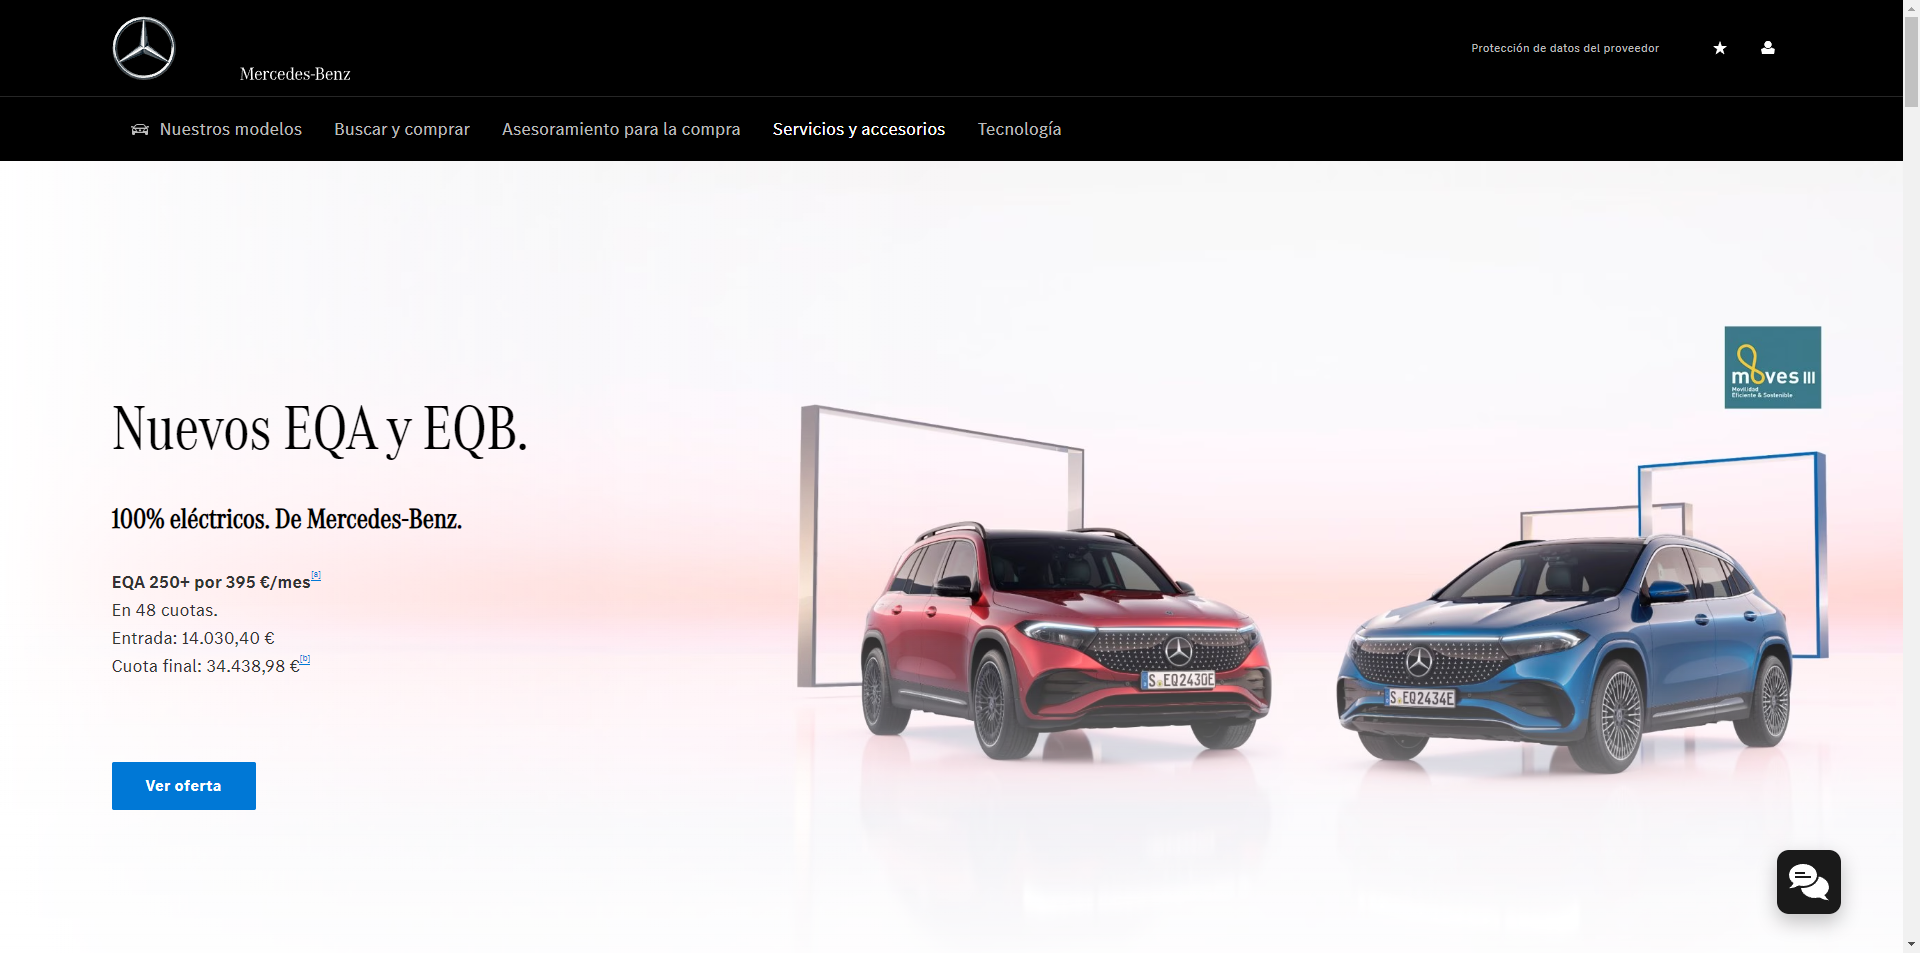 Mercedes-Benz
Protección de datos del proveedor
Nuestros modelos
Buscar y comprar
Asesoramiento para la compra
Servicios y accesorios
Tecnología
moves III
Movilidad
Eficiente & Sostenible
Nuevos EQA y EQB.
100% eléctricos. De Mercedes-Benz.
EQA 250+ por 395 €/mes[a]
En 48 cuotas.
Entrada: 14.030,40 €
Cuota final: 34.438,98 €[b]
S EQ2430E
S EQ2434E
Ver oferta